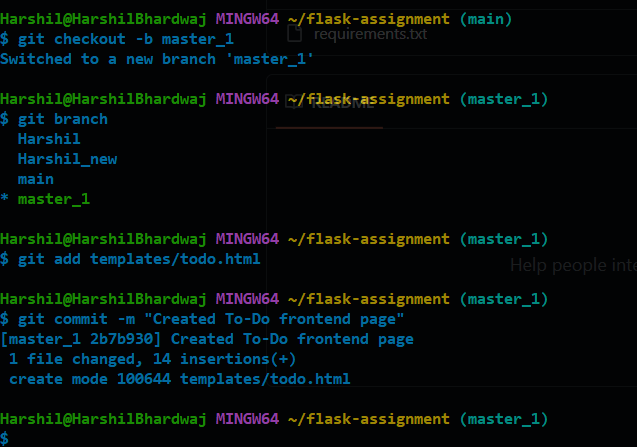 Harshil@HarshilBhardwaj MINGW64 ~/flask-assignment (main)
$ git checkout -b master_1
requirements.txt
Switched to a new branch 'master_1'
Harshil@HarshilBhardwaj MINGW64 ~/flask-assignment (master_1)
README
$ git branch
Harshil
Harshil_new
main
* master_1
Harshil@HarshilBhardwaj MINGW64 ~/flask-assignment (master_1)
$ git add templates/todo.html
Help people inte
Harshil@HarshilBhardwaj MINGW64 ~/flask-assignment (master_1)
$ git commit -m "Created To-Do frontend page"
[master_1 2b7b930] Created To-Do frontend page
1 file changed, 14 insertions(+)
create mode 100644 templates/todo.html
Harshil@HarshilBhardwaj MINGW64 ~/flask-assignment (master_1)
$